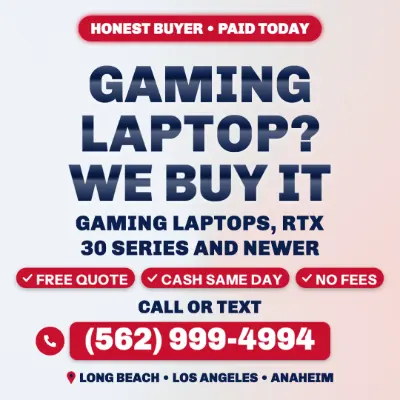 HONEST BUYER • PAID TODAY
GAMING
LAPTOP?
WE BUY IT
GAMING LAPTOPS, RTX
30 SERIES AND NEWER
✓ FREE QUOTE ✓ CASH SAME DAY ✓ NO FEES
CALL OR TEXT
(562) 999-4994
LONG BEACH • LOS ANGELES • ANAHEIM